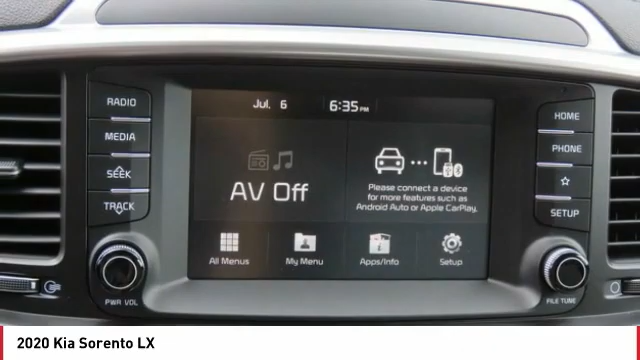 RADIO
MEDIA
SEEK
TRACK
PWR VOL
Jul. 6 6:35 PM
AV Off
Please connect a device
for more features such as
Android Auto or Apple CarPlay.
All Menus My Menu Apps/Info Setup
HOME
PHONE
SETUP
FILE TUNE
2020 Kia Sorento LX